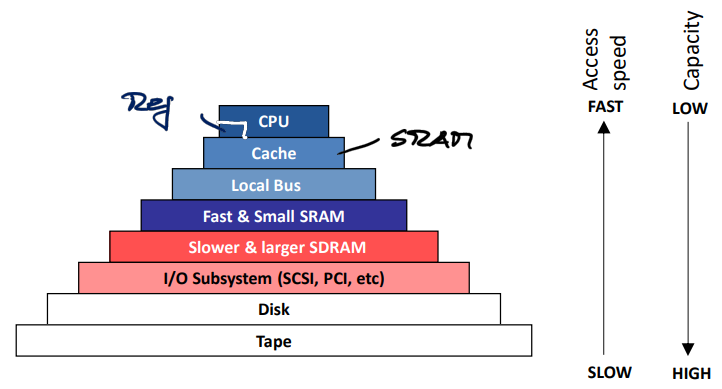 Access speed
Capacity
FAST
LOW
Reg
CPU
SRAM
Cache
Local Bus
Fast & Small SRAM
Slower & larger SDRAM
I/O Subsystem (SCSI, PCI, etc)
Disk
Tape
SLOW
HIGH